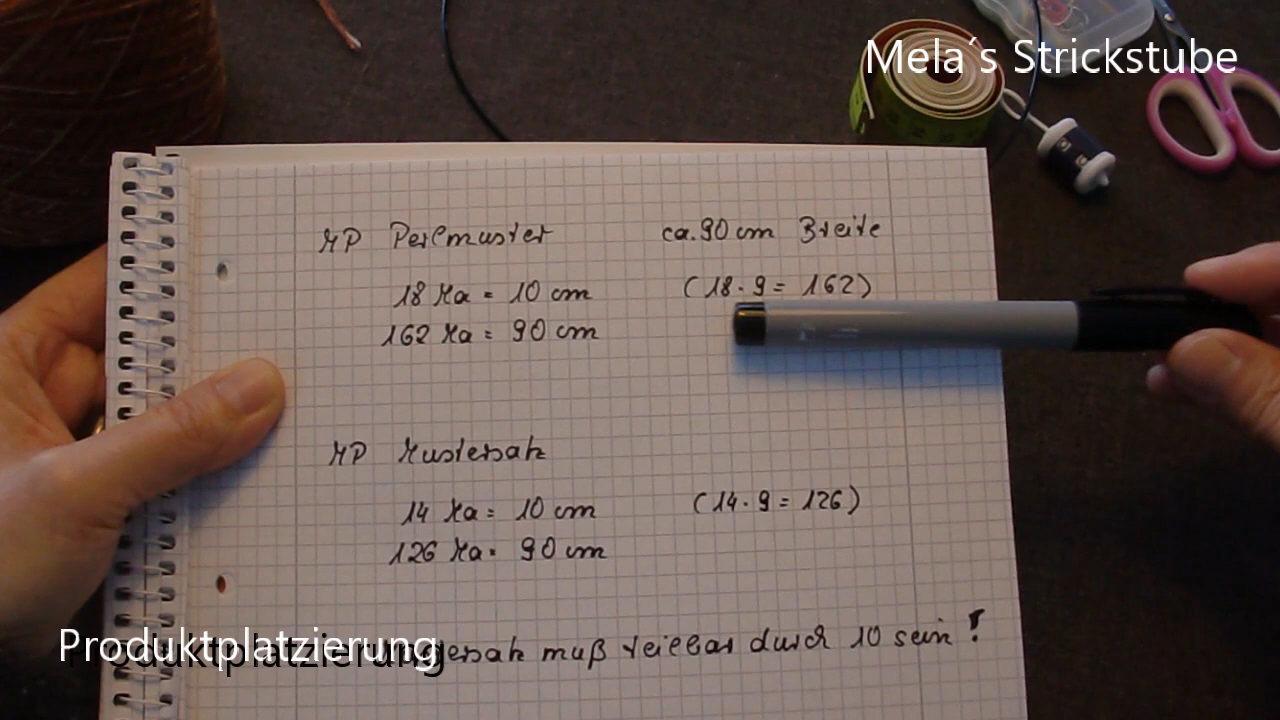 Mela´s Strickstube
MP Perlmuster ca. 90 cm Breite
18 Ma = 10 cm (18 · 9 = 162)
162 Ma = 90 cm
MP Mustersatz
14 Ma = 10 cm (14 · 9 = 126)
126 Ma = 90 cm
muß teilbar durch 10 sein !
Produktplatzierung